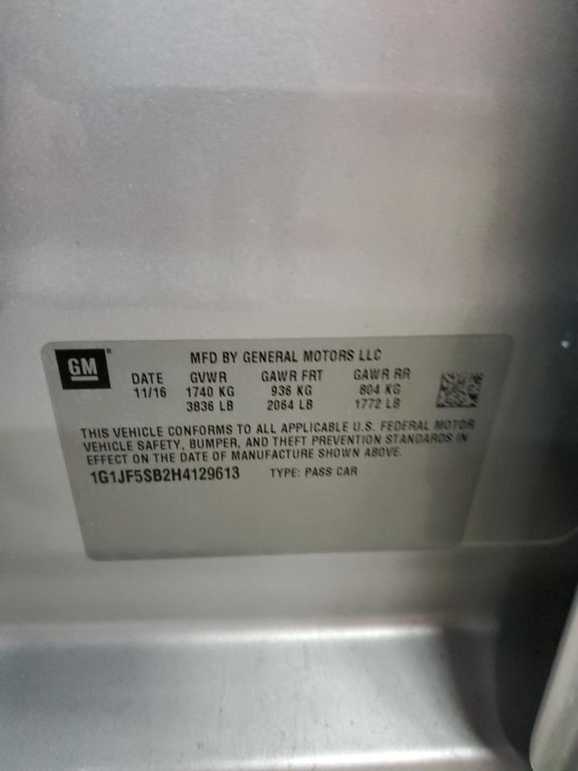 GM
MFD BY GENERAL MOTORS LLC
DATE GVWR GAWR FRT GAWR RR
11/16 1740 KG 936 KG 804 KG
3836 LB 2064 LB 1772 LB
THIS VEHICLE CONFORMS TO ALL APPLICABLE U.S. FEDERAL MOTOR
VEHICLE SAFETY, BUMPER, AND THEFT PREVENTION STANDARDS IN
EFFECT ON THE DATE OF MANUFACTURE SHOWN ABOVE.
1G1JF5SB2H4129613 TYPE: PASS CAR